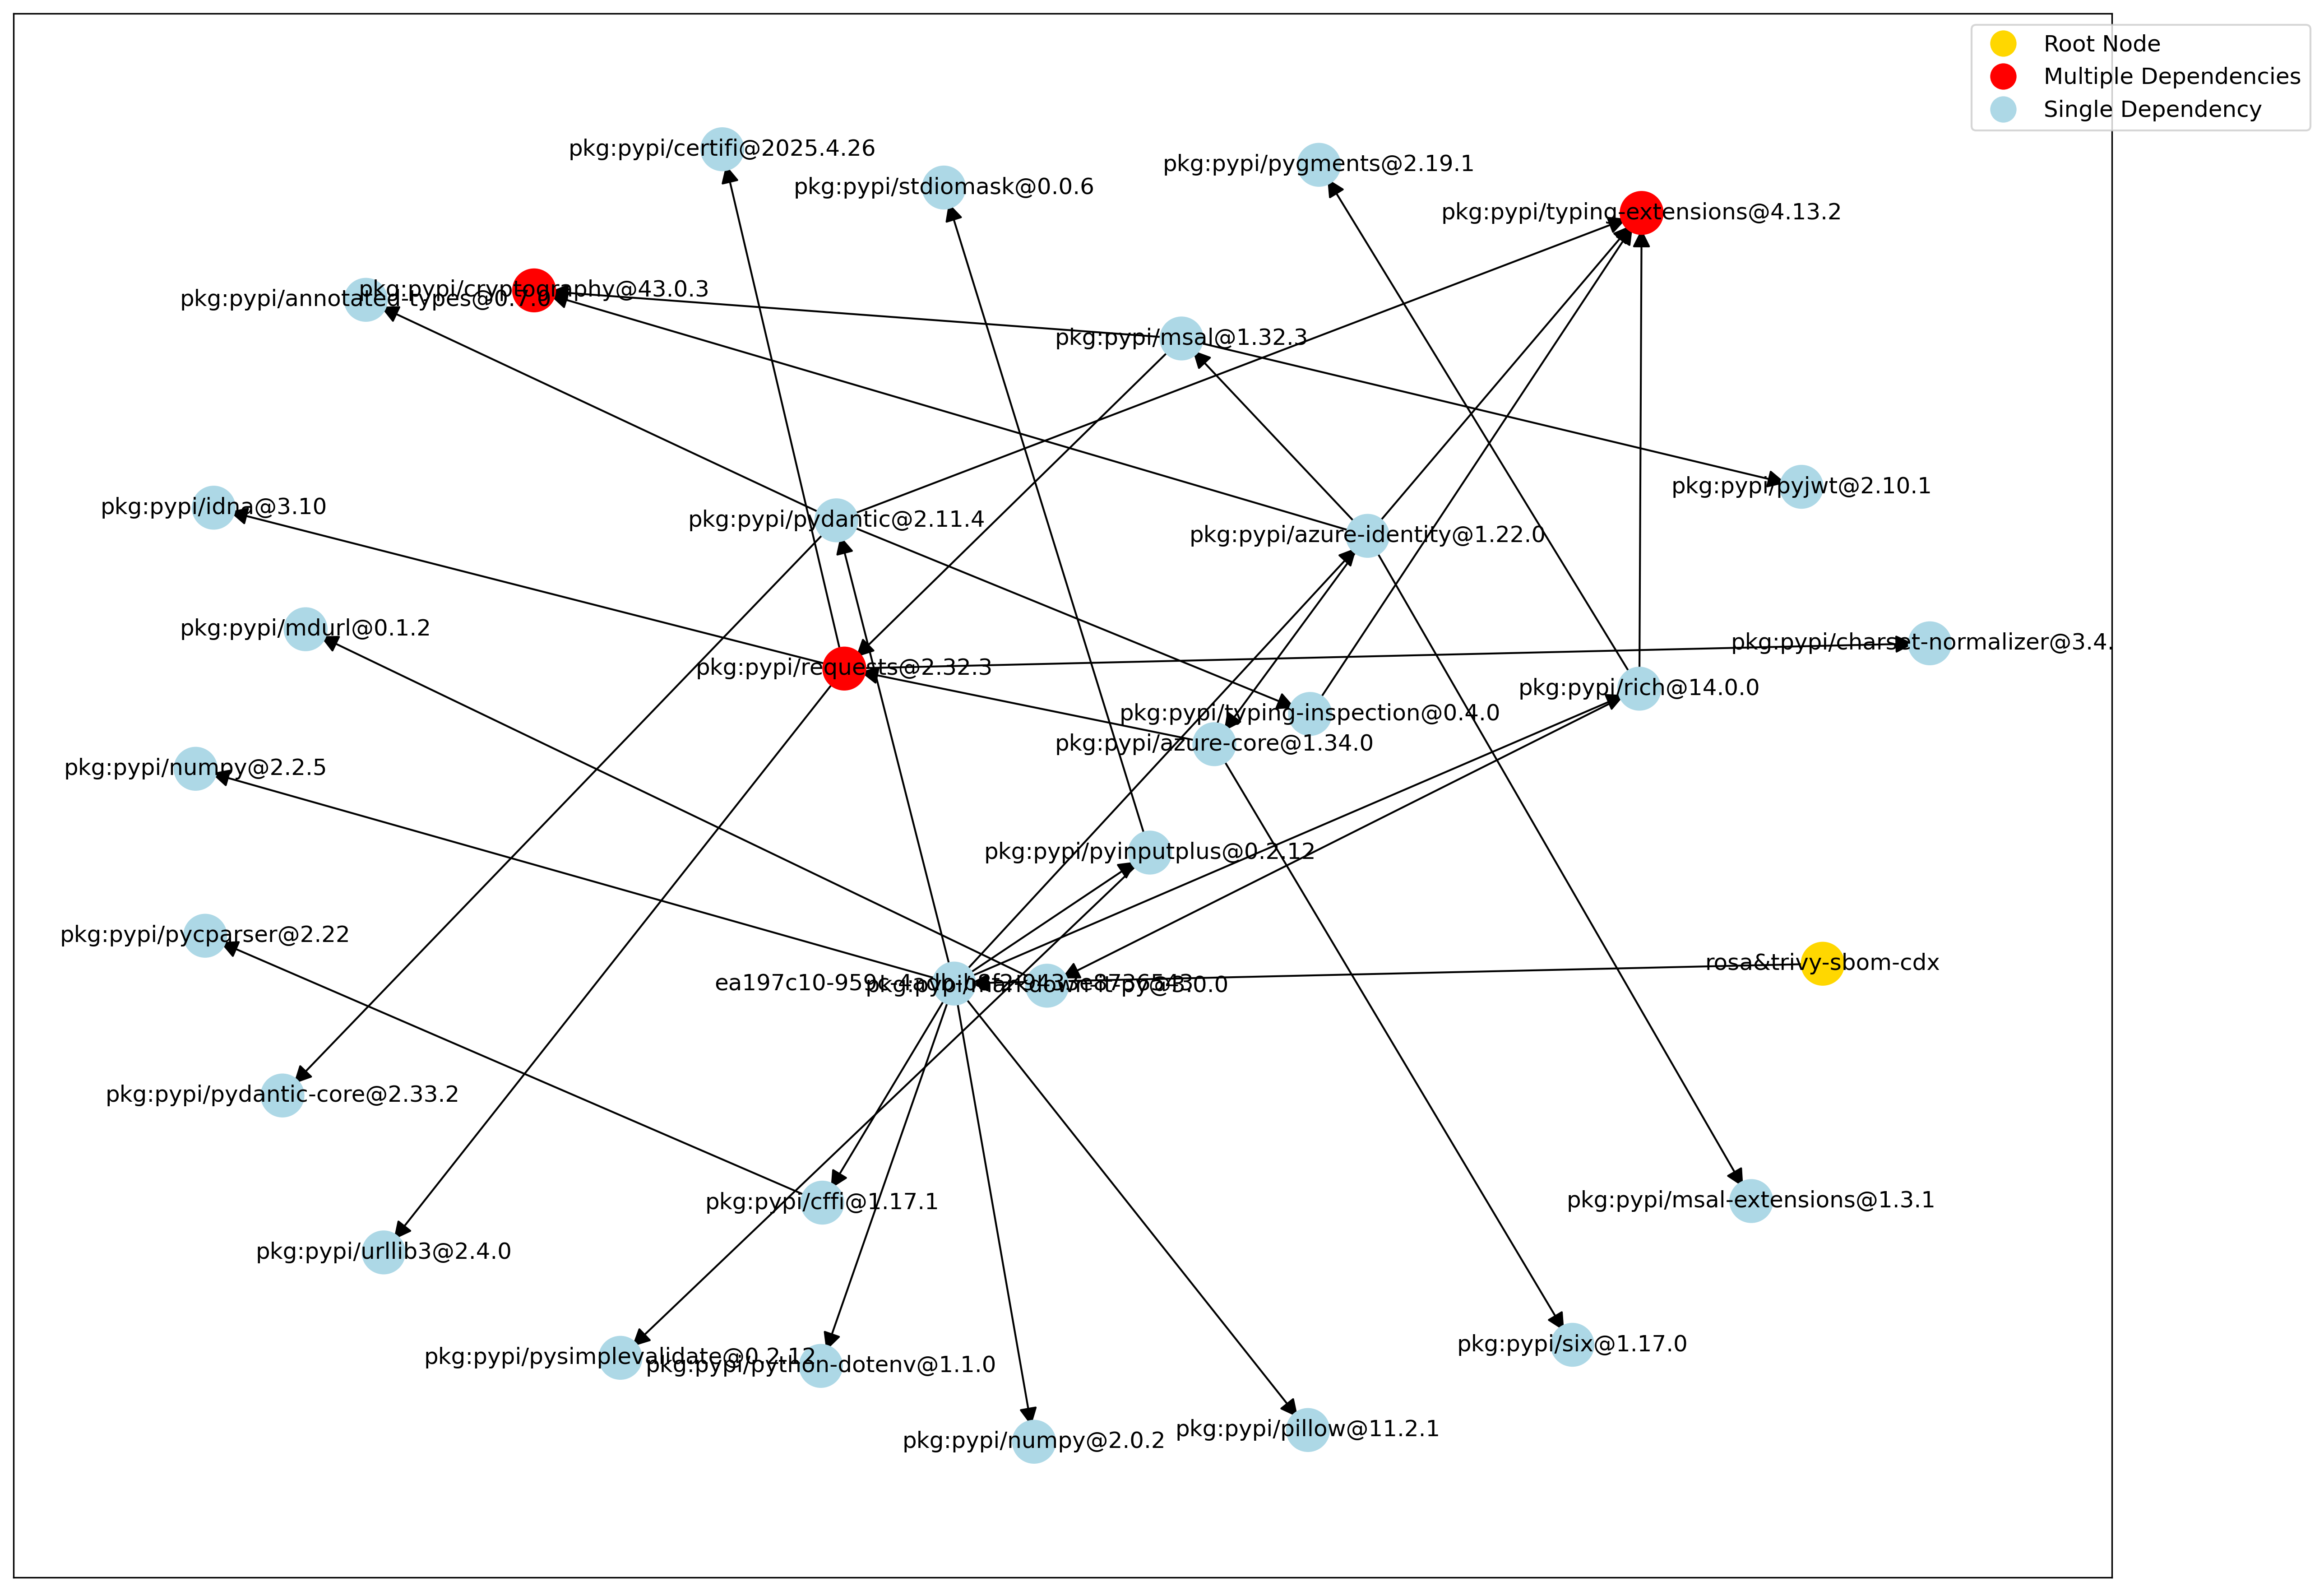 Root Node
Multiple Dependencies
Single Dependency
pkg:pypi/certifi@2025.4.26
pkg:pypi/stdiomask@0.0.6
pkg:pypi/pygments@2.19.1
pkg:pypi/typing-extensions@4.13.2
pkg:pypi/cryptography@43.0.3
pkg:pypi/annotated-types@0.7.0
pkg:pypi/msal@1.32.3
pkg:pypi/pyjwt@2.10.1
pkg:pypi/idna@3.10
pkg:pypi/pydantic@2.11.4
pkg:pypi/azure-identity@1.22.0
pkg:pypi/mdurl@0.1.2
pkg:pypi/charset-normalizer@3.4.
pkg:pypi/requests@2.32.3
pkg:pypi/rich@14.0.0
pkg:pypi/typing-inspection@0.4.0
pkg:pypi/azure-core@1.34.0
pkg:pypi/numpy@2.2.5
pkg:pypi/pyinputplus@0.2.12
pkg:pypi/pycparser@2.22
rosa&trivy-sbom-cdx
pkg:pypi/markdown-it-py@3.0.0
pkg:pypi/pydantic-core@2.33.2
pkg:pypi/cffi@1.17.1
pkg:pypi/msal-extensions@1.3.1
pkg:pypi/urllib3@2.4.0
pkg:pypi/six@1.17.0
pkg:pypi/pysimplevalidate@0.2.12
pkg:pypi/python-dotenv@1.1.0
pkg:pypi/pillow@11.2.1
pkg:pypi/numpy@2.0.2